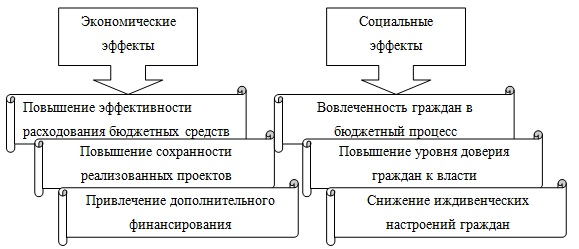 Экономические
эффекты
Повышение эффективности
расходования бюджетных средств
Повышение сохранности
реализованных проектов
Привлечение дополнительного
финансирования
Социальные
эффекты
Вовлеченность граждан в
бюджетный процесс
Повышение уровня доверия
граждан к власти
Снижение иждивенческих
настроений граждан